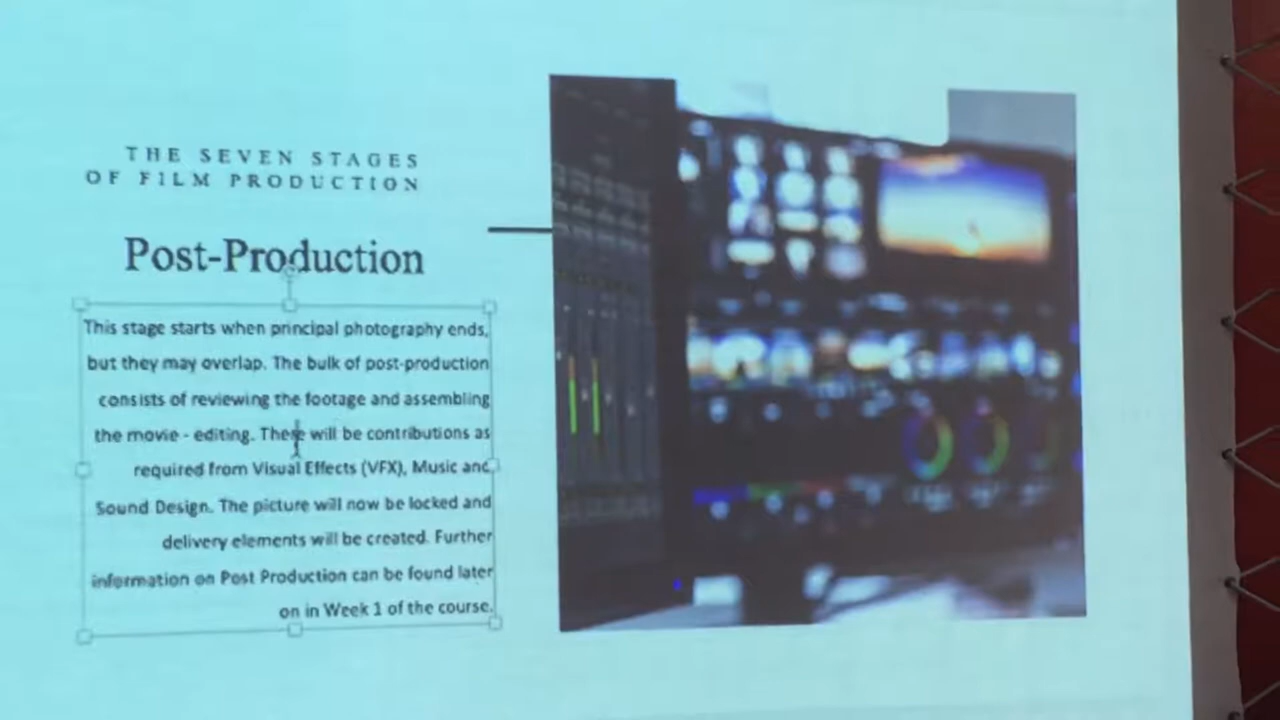 THE SEVEN STAGES
OF FILM PRODUCTION
Post-Production
This stage starts when principal photography ends,
but they may overlap. The bulk of post-production
consists of reviewing the footage and assembling
the movie - editing. There will be contributions as
required from Visual Effects (VFX), Music and
Sound Design. The picture will now be locked and
delivery elements will be created. Further
information on Post Production can be found later
on in Week 1 of the course.